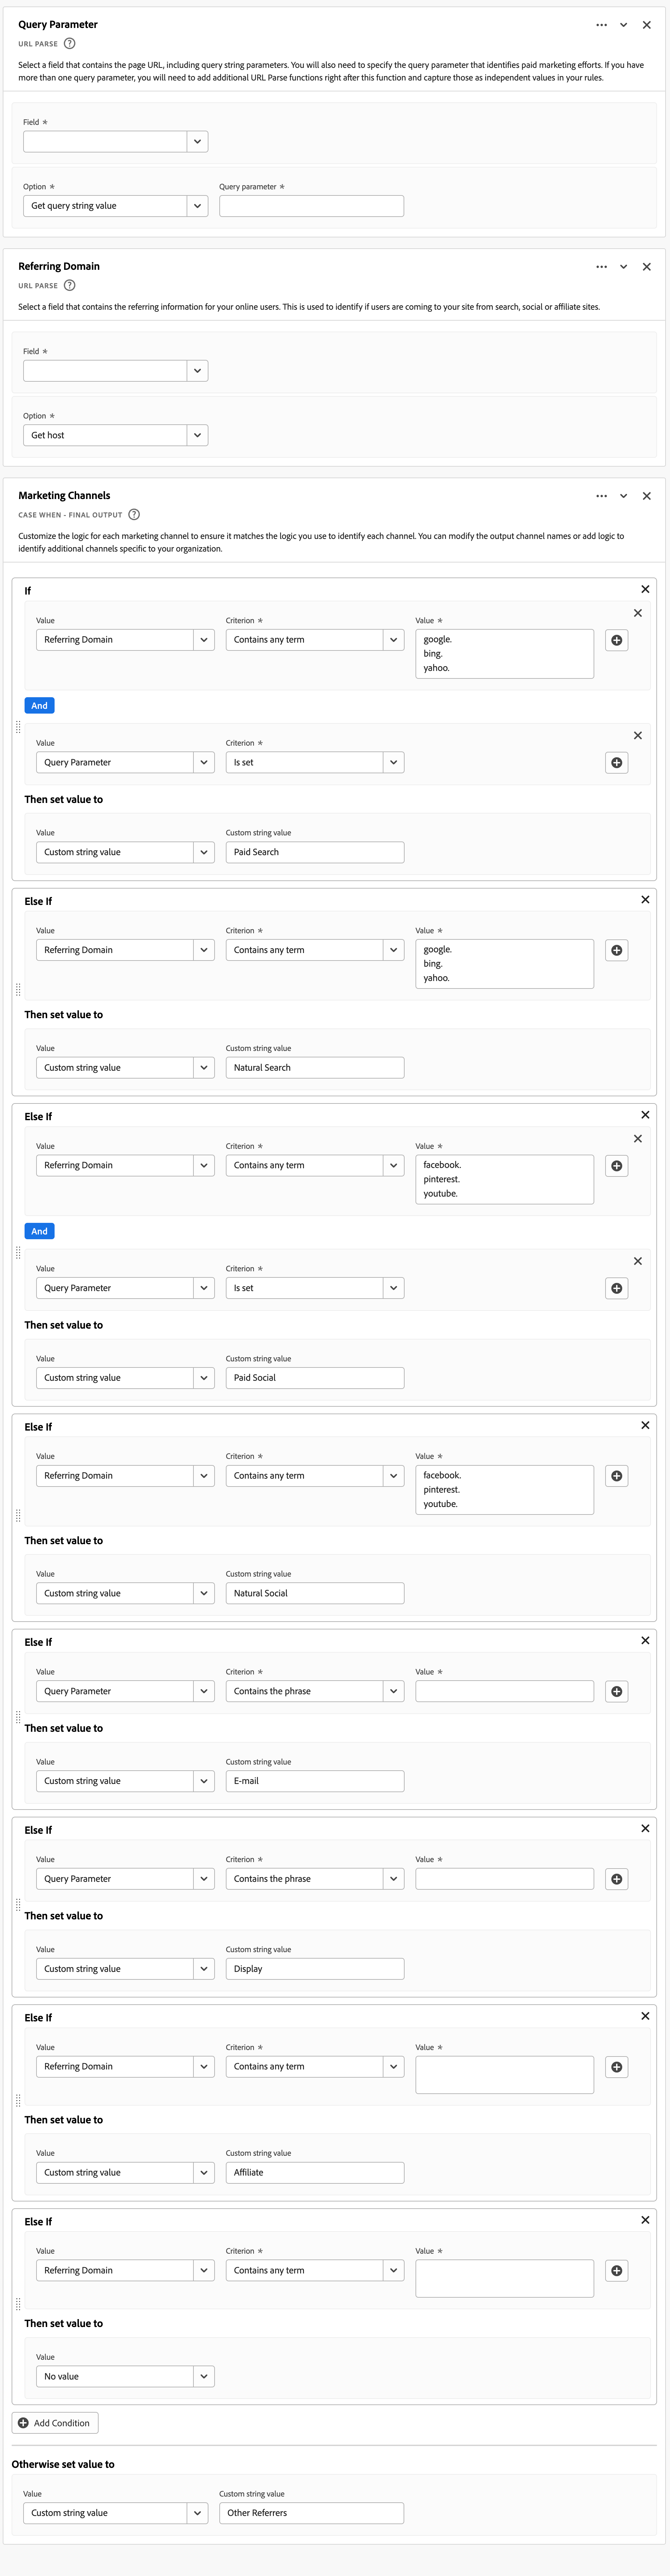 Query Parameter
URL PARSE
Select a field that contains the page URL, including query string parameters. You will also need to specify the query parameter that identifies paid marketing efforts. If you have
more than one query parameter, you will need to add additional URL Parse functions right after this function and capture those as independent values in your rules.
Field *
Option * Query parameter *
Get query string value
Referring Domain
URL PARSE
Select a field that contains the referring information for your online users. This is used to identify if users are coming to your site from search, social or affiliate sites.
Field *
Option *
Get host
Marketing Channels
CASE WHEN - FINAL OUTPUT
Customize the logic for each marketing channel to ensure it matches the logic you use to identify each channel. You can modify the output channel names or add logic to
identify additional channels specific to your organization.
If
Value Criterion * Value *
Referring Domain Contains any term google.
bing.
yahoo.
And
Value Criterion *
Query Parameter Is set
Then set value to
Value Custom string value
Custom string value Paid Search
Else If
Value Criterion * Value *
Referring Domain Contains any term google.
bing.
yahoo.
Then set value to
Value Custom string value
Custom string value Natural Search
Else If
Value Criterion * Value *
Referring Domain Contains any term facebook.
pinterest.
youtube.
And
Value Criterion *
Query Parameter Is set
Then set value to
Value Custom string value
Custom string value Paid Social
Else If
Value Criterion * Value *
Referring Domain Contains any term facebook.
pinterest.
youtube.
Then set value to
Value Custom string value
Custom string value Natural Social
Else If
Value Criterion * Value *
Query Parameter Contains the phrase
Then set value to
Value Custom string value
Custom string value E-mail
Else If
Value Criterion * Value *
Query Parameter Contains the phrase
Then set value to
Value Custom string value
Custom string value Display
Else If
Value Criterion * Value *
Referring Domain Contains any term
Then set value to
Value Custom string value
Custom string value Affiliate
Else If
Value Criterion * Value *
Referring Domain Contains any term
Then set value to
Value
No value
Add Condition
Otherwise set value to
Value Custom string value
Custom string value Other Referrers